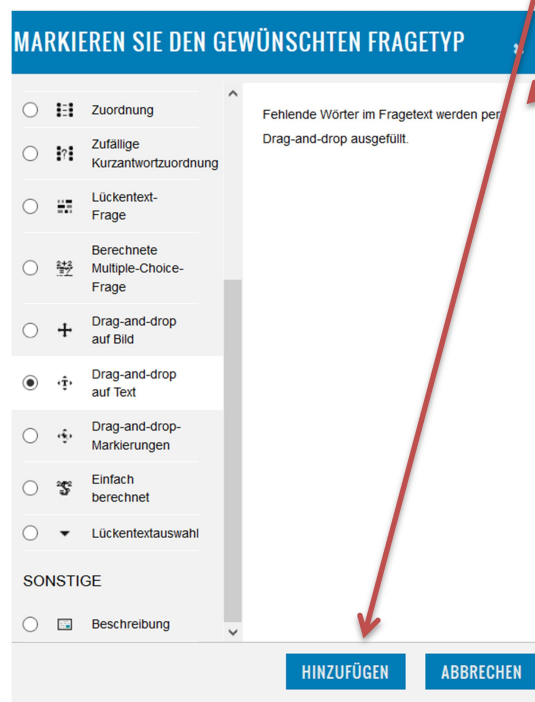 MARKIEREN SIE DEN GEWÜNSCHTEN FRAGETYP
Zuordnung
Zufällige
Kurzantwortzuordnung
Lückentext-
Frage
Berechnete
Multiple-Choice-
Frage
Drag-and-drop
auf Bild
Drag-and-drop
auf Text
Drag-and-drop-
Markierungen
Einfach
berechnet
Lückentextauswahl
SONSTIGE
Beschreibung
Fehlende Wörter im Fragetext werden per
Drag-and-drop ausgefüllt.
HINZUFÜGEN
ABBRECHEN